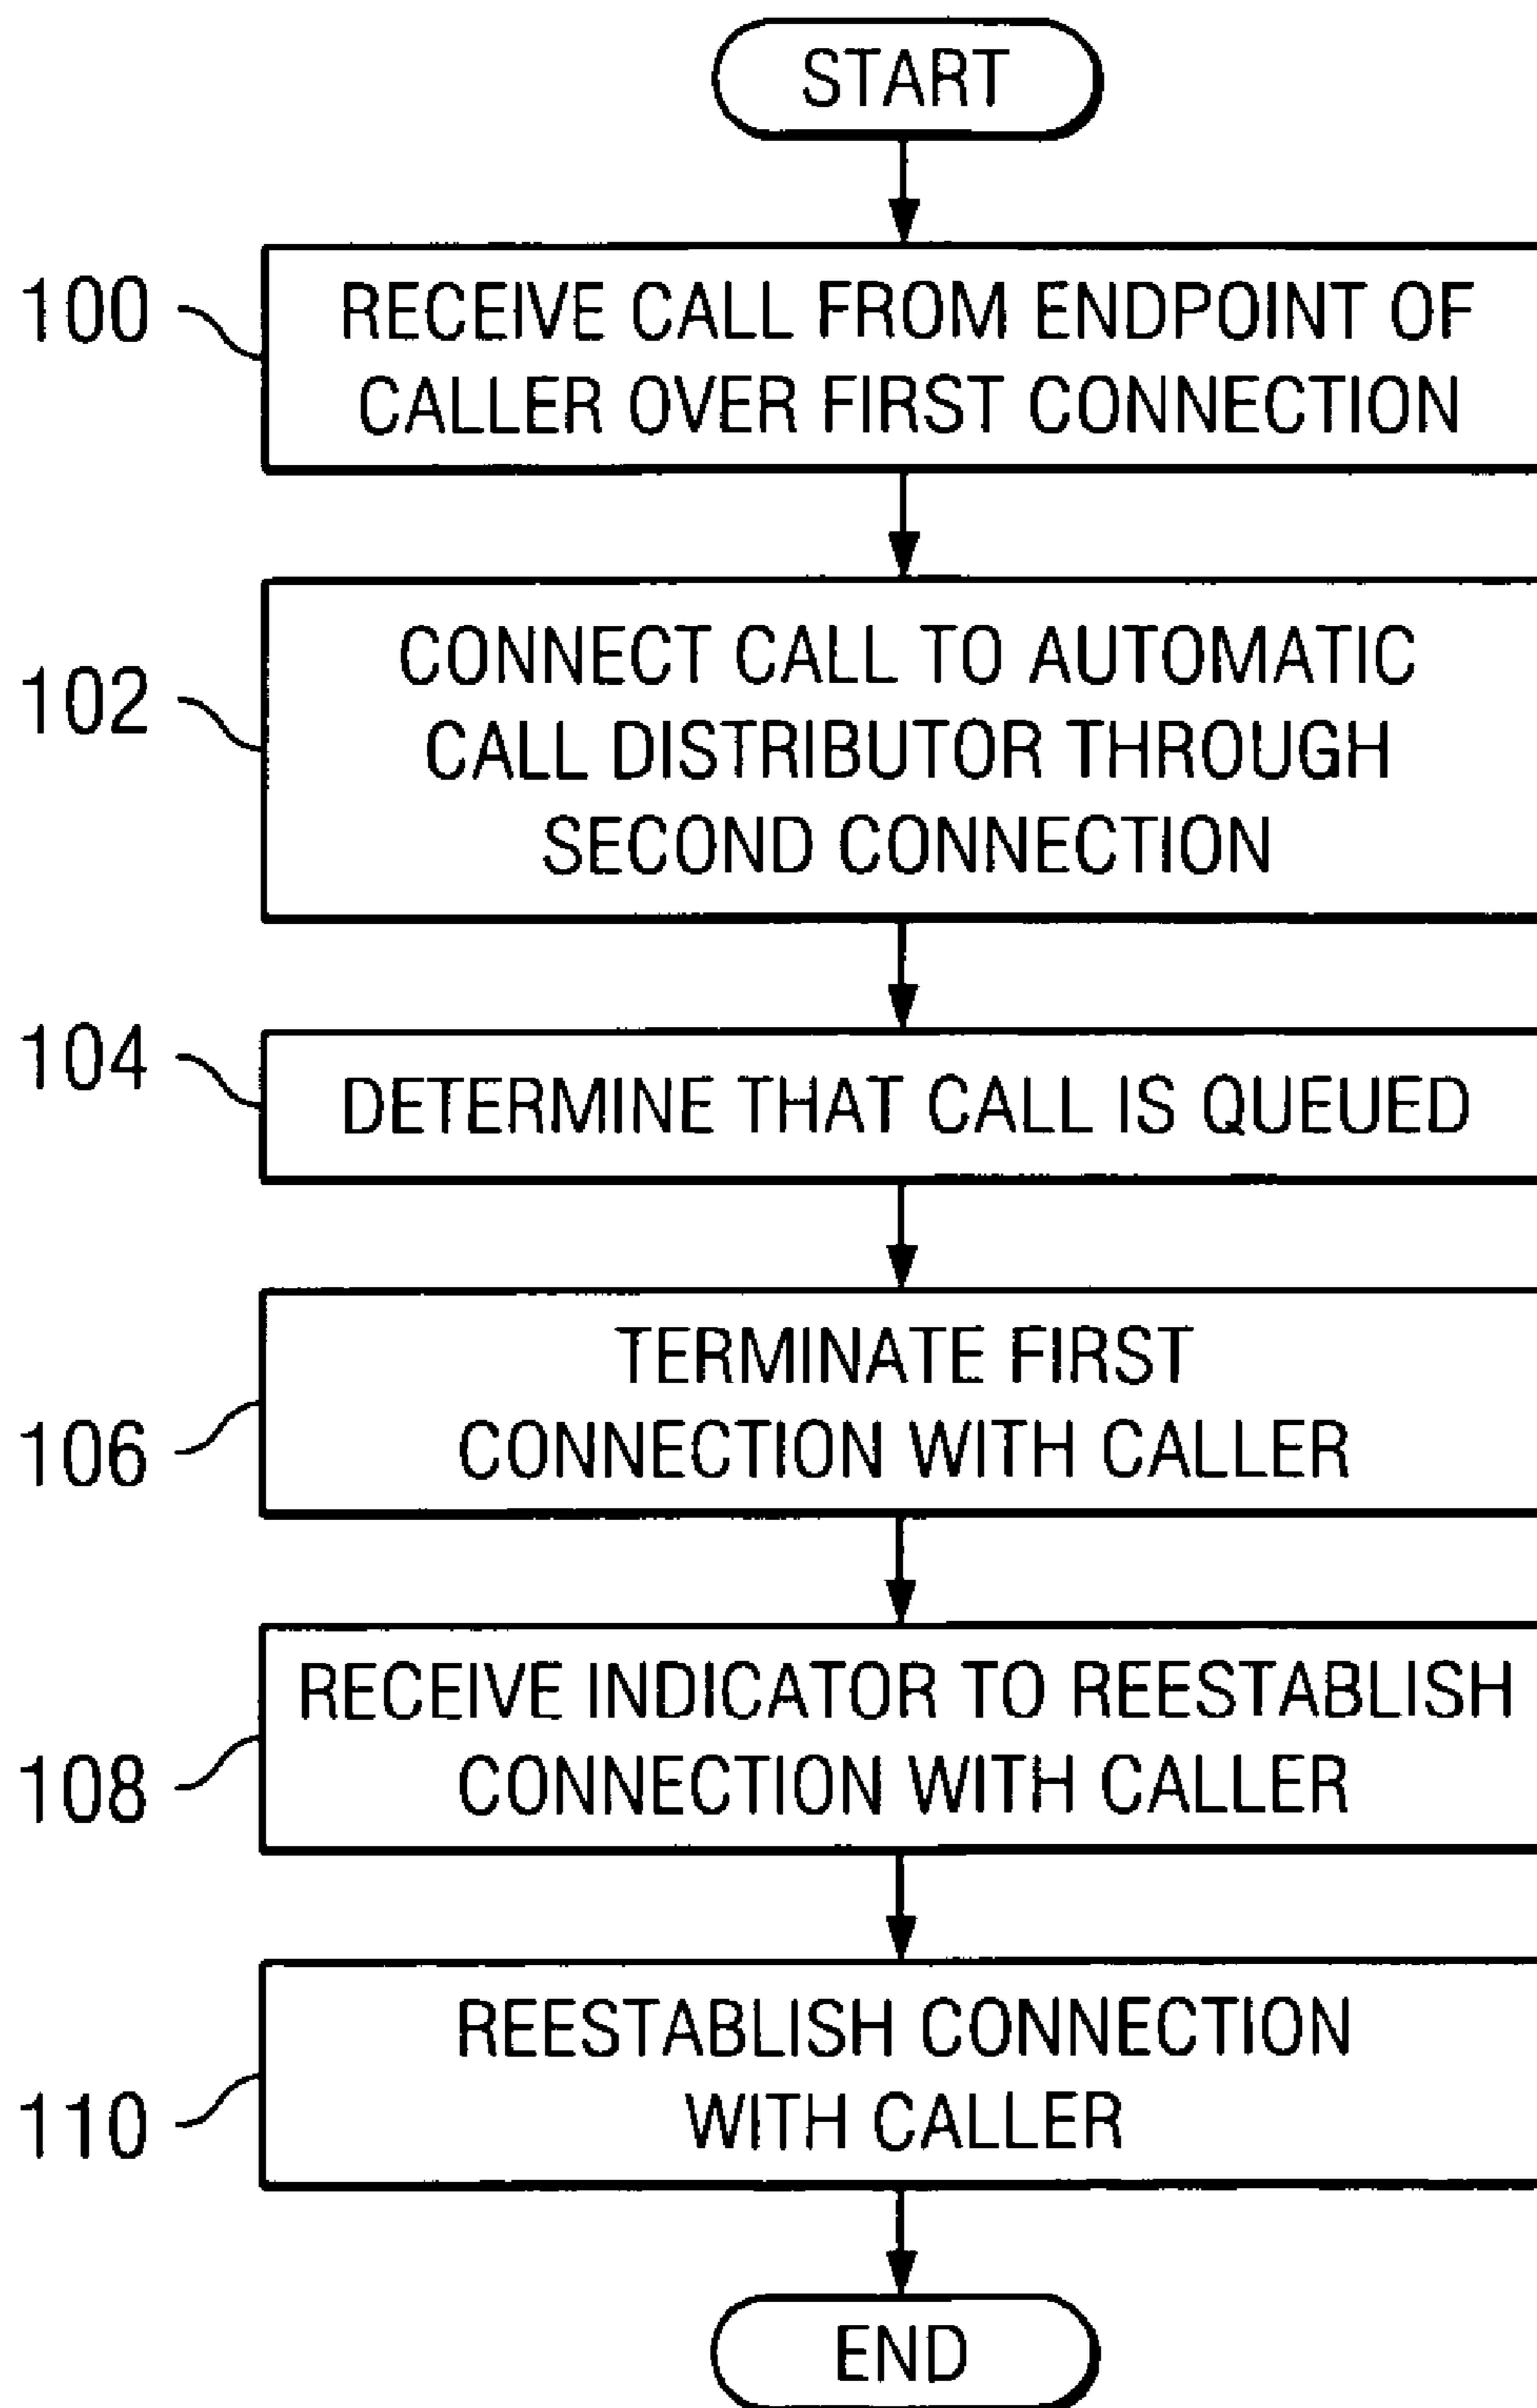 START
100
RECEIVE CALL FROM ENDPOINT OF
CALLER OVER FIRST CONNECTION
102
CONNECT CALL TO AUTOMATIC
CALL DISTRIBUTOR THROUGH
SECOND CONNECTION
104
DETERMINE THAT CALL IS QUEUED
106
TERMINATE FIRST
CONNECTION WITH CALLER
108
RECEIVE INDICATOR TO REESTABLISH
CONNECTION WITH CALLER
110
REESTABLISH CONNECTION
WITH CALLER
END